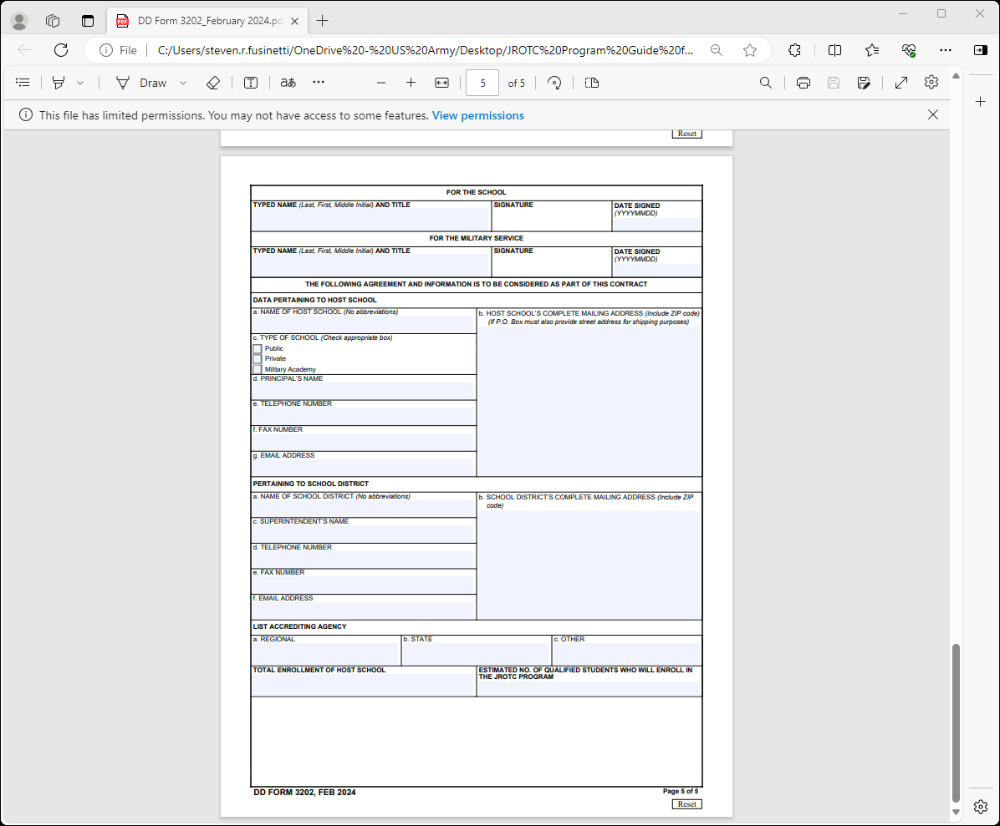 DD Form 3202_February 2024.pd
File
C:/Users/steven.r.fusinetti/OneDrive%20-%20US%20Army/Desktop/JROTC%20Program%20Guide%20f...
Draw
aあ
5
of 5
This file has limited permissions. You may not have access to some features. View permissions
Reset
FOR THE SCHOOL
TYPED NAME (Last, First, Middle Initial) AND TITLE
SIGNATURE
DATE SIGNED
(YYYYMMDD)
FOR THE MILITARY SERVICE
TYPED NAME (Last, First, Middle Initial) AND TITLE
SIGNATURE
DATE SIGNED
(YYYYMMDD)
THE FOLLOWING AGREEMENT AND INFORMATION IS TO BE CONSIDERED AS PART OF THIS CONTRACT
DATA PERTAINING TO HOST SCHOOL
a. NAME OF HOST SCHOOL (No abbreviations)
b. HOST SCHOOL'S COMPLETE MAILING ADDRESS (Include ZIP code)
(If P.O. Box must also provide street address for shipping purposes)
c. TYPE OF SCHOOL (Check appropriate box)
Public
Private
Military Academy
d. PRINCIPAL'S NAME
e. TELEPHONE NUMBER
f. FAX NUMBER
g. EMAIL ADDRESS
PERTAINING TO SCHOOL DISTRICT
a. NAME OF SCHOOL DISTRICT (No abbreviations)
b. SCHOOL DISTRICT'S COMPLETE MAILING ADDRESS (Include ZIP
code)
c. SUPERINTENDENT'S NAME
d. TELEPHONE NUMBER
e. FAX NUMBER
f. EMAIL ADDRESS
LIST ACCREDITING AGENCY
a. REGIONAL
b. STATE
c. OTHER
TOTAL ENROLLMENT OF HOST SCHOOL
ESTIMATED NO. OF QUALIFIED STUDENTS WHO WILL ENROLL IN
THE JROTC PROGRAM
DD FORM 3202, FEB 2024
Page 5 of 5
Reset